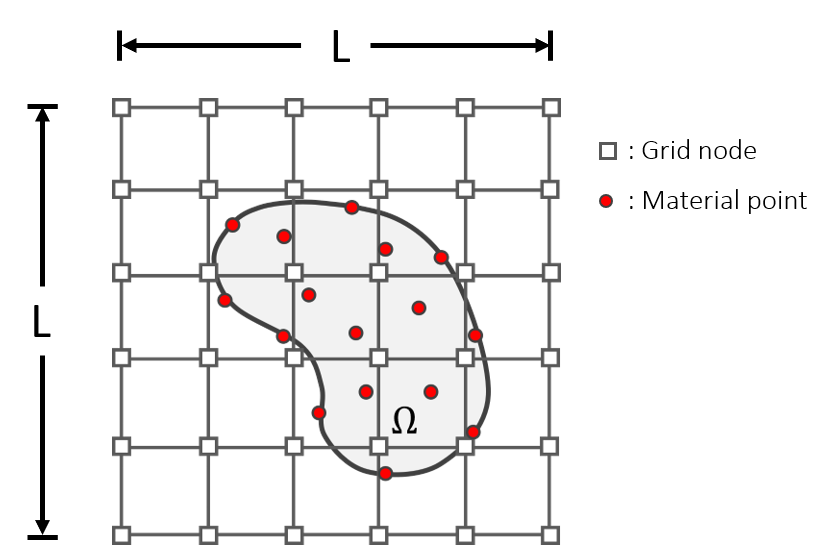 L
: Grid node
: Material point
L
Ω